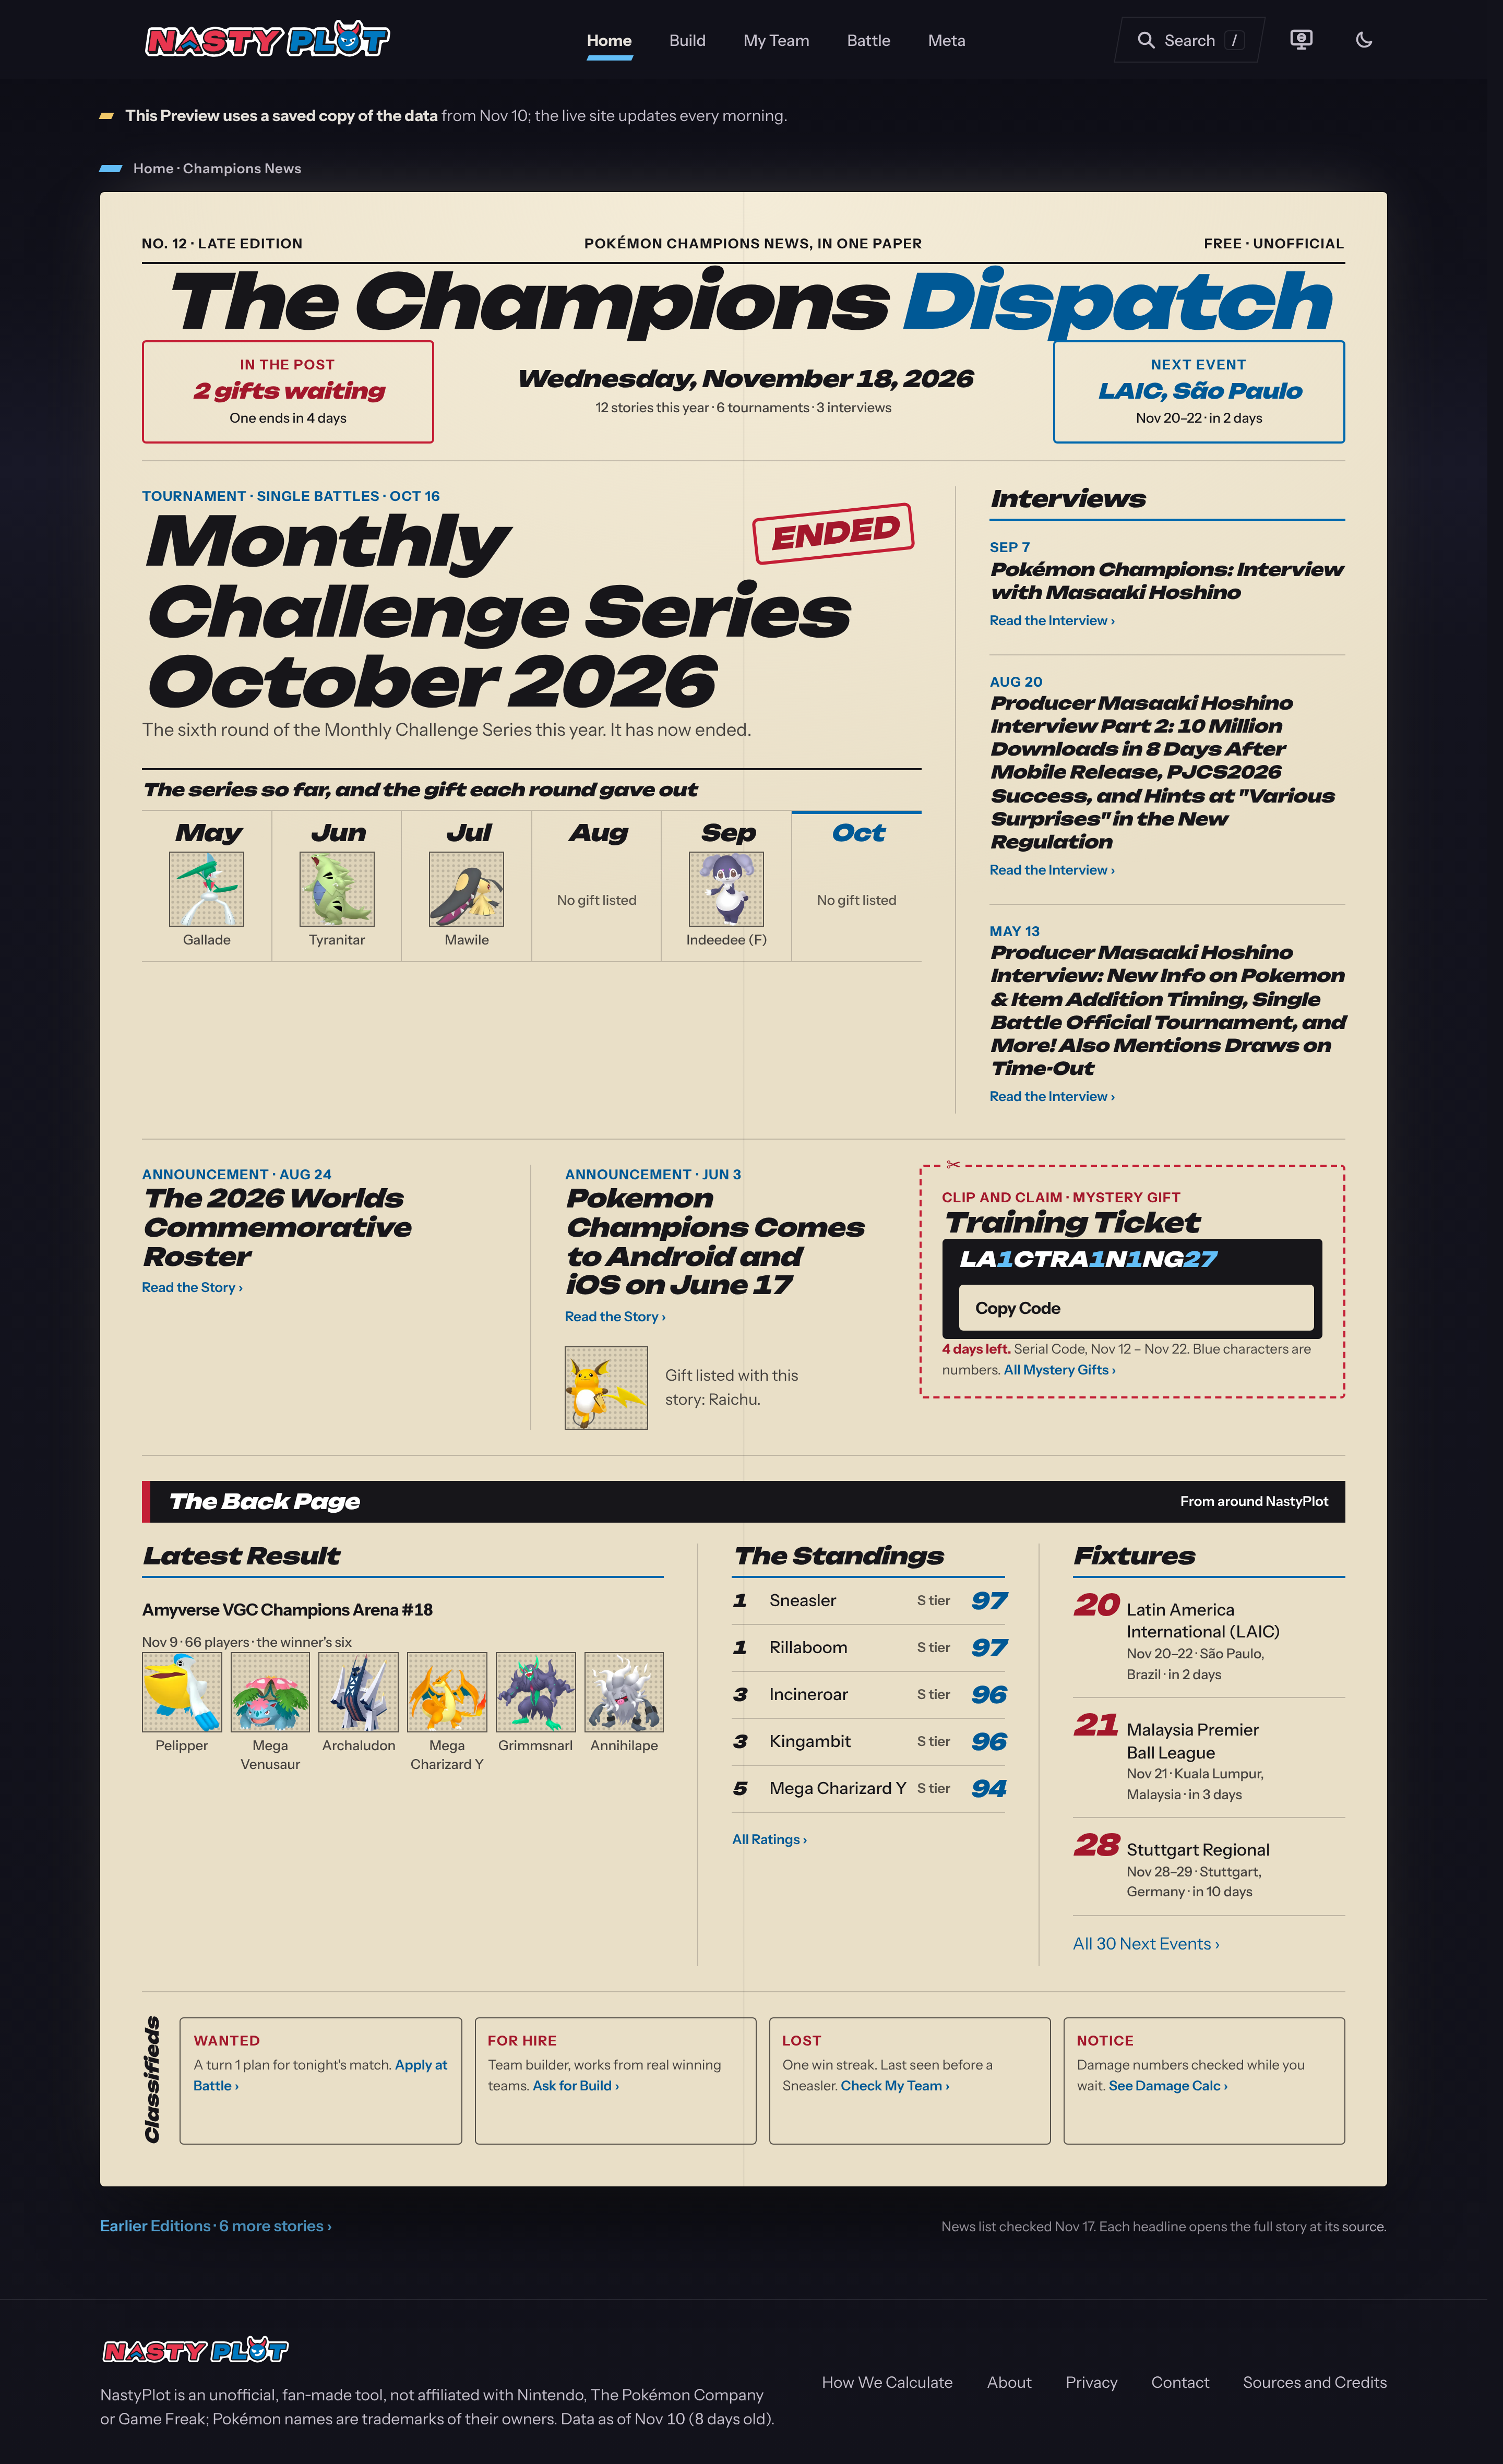 NASTY PLOT
Home
Build
My Team
Battle
Meta
Search /
This Preview uses a saved copy of the data from Nov 10; the live site updates every morning.
Home · Champions News
NO. 12 · LATE EDITION
POKÉMON CHAMPIONS NEWS, IN ONE PAPER
FREE · UNOFFICIAL
The Champions Dispatch
IN THE POST
2 gifts waiting
One ends in 4 days
Wednesday, November 18, 2026
12 stories this year · 6 tournaments · 3 interviews
NEXT EVENT
LAIC, São Paulo
Nov 20–22 · in 2 days
TOURNAMENT · SINGLE BATTLES · OCT 16
Monthly
Challenge Series
October 2026
ENDED
The sixth round of the Monthly Challenge Series this year. It has now ended.
The series so far, and the gift each round gave out
May
Gallade
Jun
Tyranitar
Jul
Mawile
Aug
No gift listed
Sep
Indeedee (F)
Oct
No gift listed
Interviews
SEP 7
Pokémon Champions: Interview
with Masaaki Hoshino
Read the Interview ›
AUG 20
Producer Masaaki Hoshino
Interview Part 2: 10 Million
Downloads in 8 Days After
Mobile Release, PJCS2026
Success, and Hints at "Various
Surprises" in the New
Regulation
Read the Interview ›
MAY 13
Producer Masaaki Hoshino
Interview: New Info on Pokemon
& Item Addition Timing, Single
Battle Official Tournament, and
More! Also Mentions Draws on
Time-Out
Read the Interview ›
ANNOUNCEMENT · AUG 24
The 2026 Worlds
Commemorative
Roster
Read the Story ›
ANNOUNCEMENT · JUN 3
Pokemon
Champions Comes
to Android and
iOS on June 17
Read the Story ›
Gift listed with this
story: Raichu.
CLIP AND CLAIM · MYSTERY GIFT
Training Ticket
LA1CTRA1N1NG27
Copy Code
4 days left. Serial Code, Nov 12 – Nov 22. Blue characters are
numbers. All Mystery Gifts ›
The Back Page
From around NastyPlot
Latest Result
Amyverse VGC Champions Arena #18
Nov 9 · 66 players · the winner's six
Pelipper
Mega
Venusaur
Archaludon
Mega
Charizard Y
Grimmsnarl
Annihilape
The Standings
1 Sneasler S tier 97
1 Rillaboom S tier 97
3 Incineroar S tier 96
3 Kingambit S tier 96
5 Mega Charizard Y S tier 94
All Ratings ›
Fixtures
20 Latin America
International (LAIC)
Nov 20–22 · São Paulo,
Brazil · in 2 days
21 Malaysia Premier
Ball League
Nov 21 · Kuala Lumpur,
Malaysia · in 3 days
28 Stuttgart Regional
Nov 28–29 · Stuttgart,
Germany · in 10 days
All 30 Next Events ›
Classifieds
WANTED
A turn 1 plan for tonight's match. Apply at
Battle ›
FOR HIRE
Team builder, works from real winning
teams. Ask for Build ›
LOST
One win streak. Last seen before a
Sneasler. Check My Team ›
NOTICE
Damage numbers checked while you
wait. See Damage Calc ›
Earlier Editions · 6 more stories ›
News list checked Nov 17. Each headline opens the full story at its source.
NASTY PLOT
NastyPlot is an unofficial, fan-made tool, not affiliated with Nintendo, The Pokémon Company
or Game Freak; Pokémon names are trademarks of their owners. Data as of Nov 10 (8 days old).
How We Calculate
About
Privacy
Contact
Sources and Credits